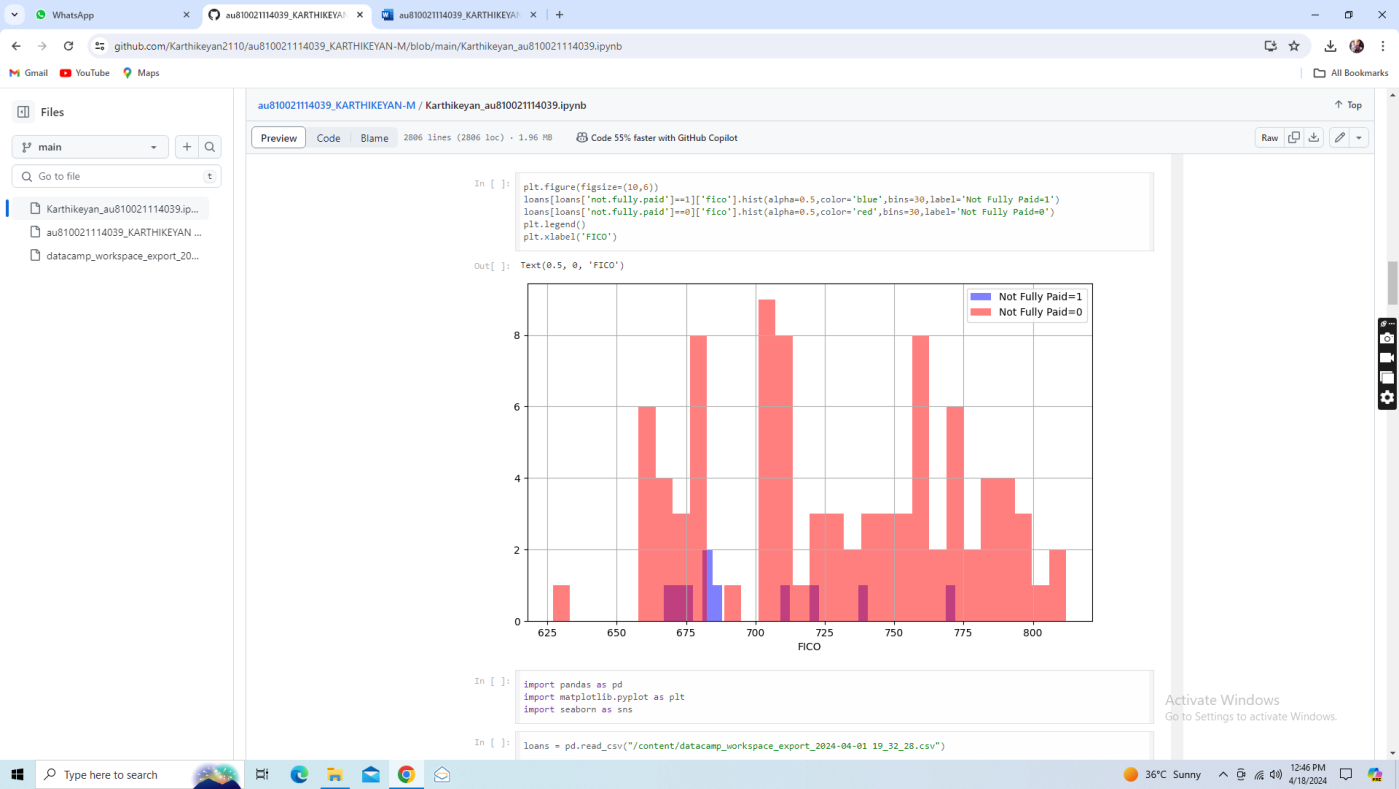 WhatsApp
au810021114039_KARTHIKEYAN
au810021114039_KARTHIKEYAN
github.com/Karthikeyan2110/au810021114039_KARTHIKEYAN-M/blob/main/Karthikeyan_au810021114039.ipynb
Gmail
YouTube
Maps
All Bookmarks
Files
main
Go to file
t
Karthikeyan_au810021114039.ip...
au810021114039_KARTHIKEYAN ...
datacamp_workspace_export_20...
au810021114039_KARTHIKEYAN-M / Karthikeyan_au810021114039.ipynb
Top
Preview
Code
Blame
2806 lines (2806 loc) · 1.96 MB
Code 55% faster with GitHub Copilot
Raw
In [ ]:
plt.figure(figsize=(10,6))
loans[loans['not.fully.paid']==1]['fico'].hist(alpha=0.5,color='blue',bins=30,label='Not Fully Paid=1')
loans[loans['not.fully.paid']==0]['fico'].hist(alpha=0.5,color='red',bins=30,label='Not Fully Paid=0')
plt.legend()
plt.xlabel('FICO')
Out[ ]:
Text(0.5, 0, 'FICO')
Not Fully Paid=1
Not Fully Paid=0
8
6
4
2
0
625 650 675 700 725 750 775 800
FICO
In [ ]:
import pandas as pd
import matplotlib.pyplot as plt
import seaborn as sns
In [ ]:
loans = pd.read_csv("/content/datacamp_workspace_export_2024-04-01 19_32_28.csv")
Activate Windows
Go to Settings to activate Windows.
Type here to search
36°C Sunny
12:46 PM
4/18/2024